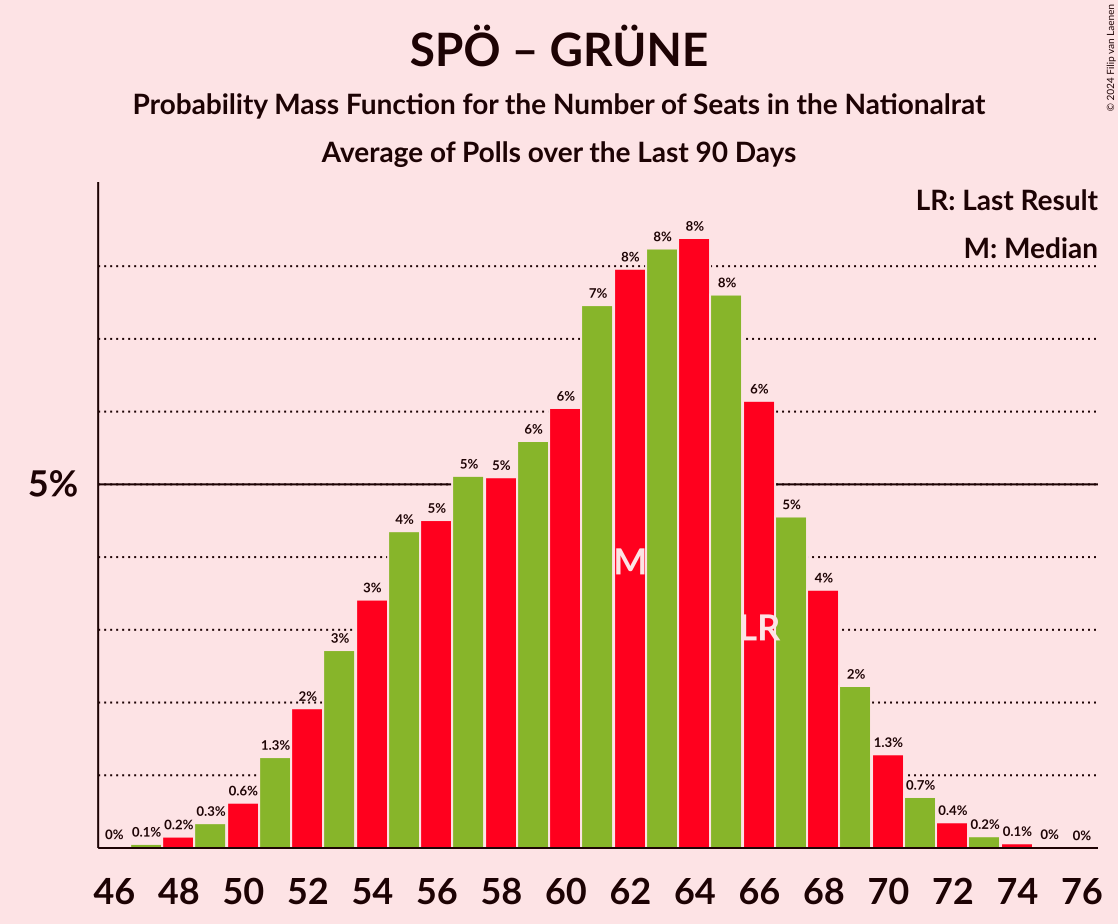 SPÖ – GRÜNE
Probability Mass Function for the Number of Seats in the Nationalrat
Average of Polls over the Last 90 Days
© 2024 Filip van Laenen
LR: Last Result
M: Median
5%
0% 0.1% 0.2% 0.3% 0.6% 1.3% 2% 3% 3% 4% 5% 5% 5% 6% 6% 7% 8% 8% 8% 8% 6% 5% 4% 2% 1.3% 0.7% 0.4% 0.2% 0.1% 0% 0%
M
LR
46 48 50 52 54 56 58 60 62 64 66 68 70 72 74 76